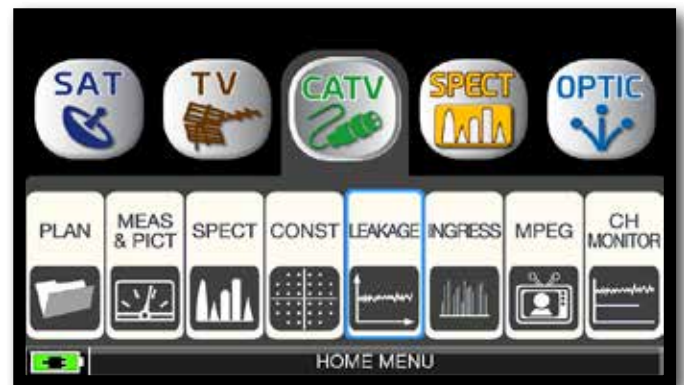 SAT TV CATV SPECT OPTIC
PLAN MEAS & PICT SPECT CONST LEAKAGE INGRESS MPEG CH MONITOR
HOME MENU